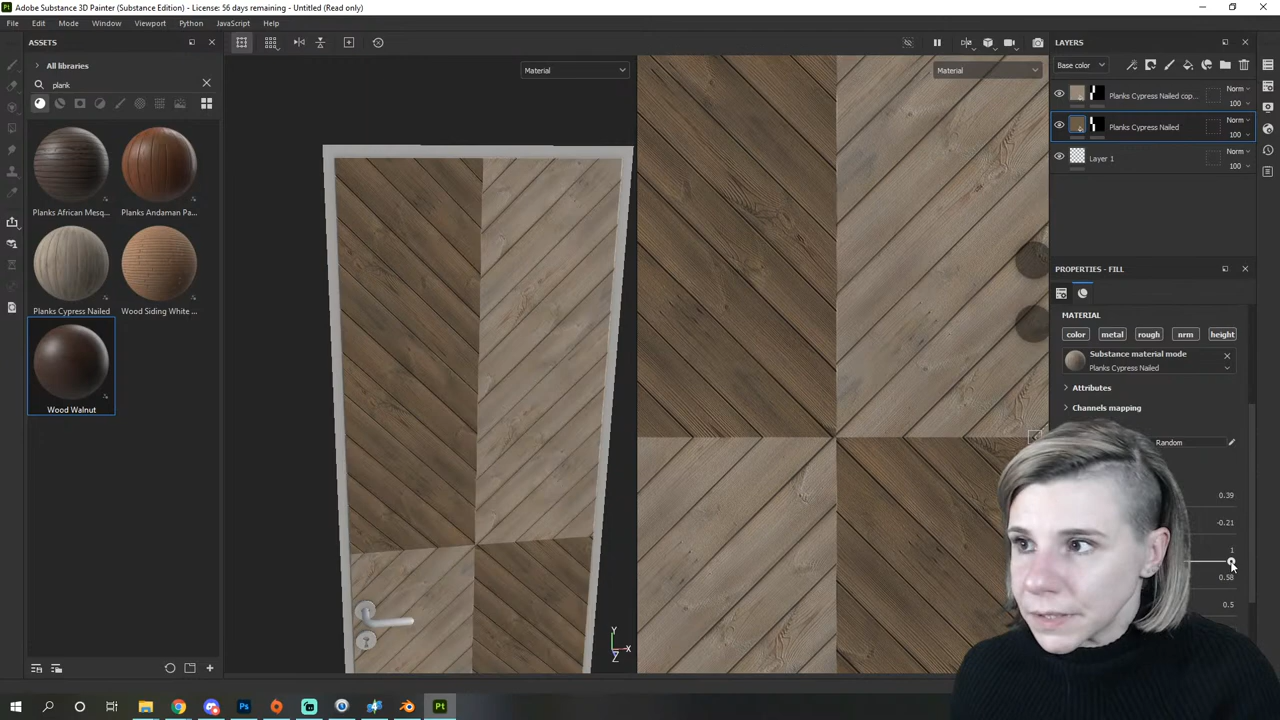 Adobe Substance 3D Painter (Substance Edition) - License: 56 days remaining - Untitled (Read only)
File Edit Mode Window Viewport Python JavaScript Help
ASSETS
All libraries
plank
Planks African Mesq...
Planks Andaman Pa...
Planks Cypress Nailed
Wood Siding White ...
Wood Walnut
Material
Y
X
Z
Material
LAYERS
Base color
Planks Cypress Nailed cop...
Norm
100
Planks Cypress Nailed
Norm
100
Layer 1
Norm
100
PROPERTIES - FILL
MATERIAL
color metal rough nrm height
Substance material mode
Planks Cypress Nailed
Attributes
Channels mapping
Random
0.39
-0.21
1
0.58
0.5
Ps
Pt